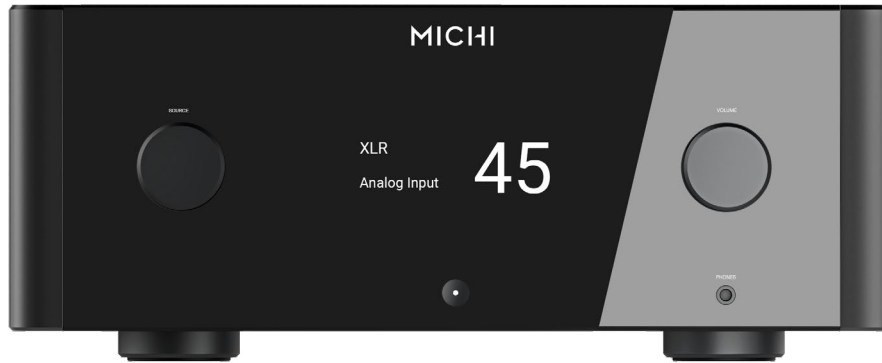 MICHI
SOURCE
VOLUME
XLR
45
Analog Input
PHONES